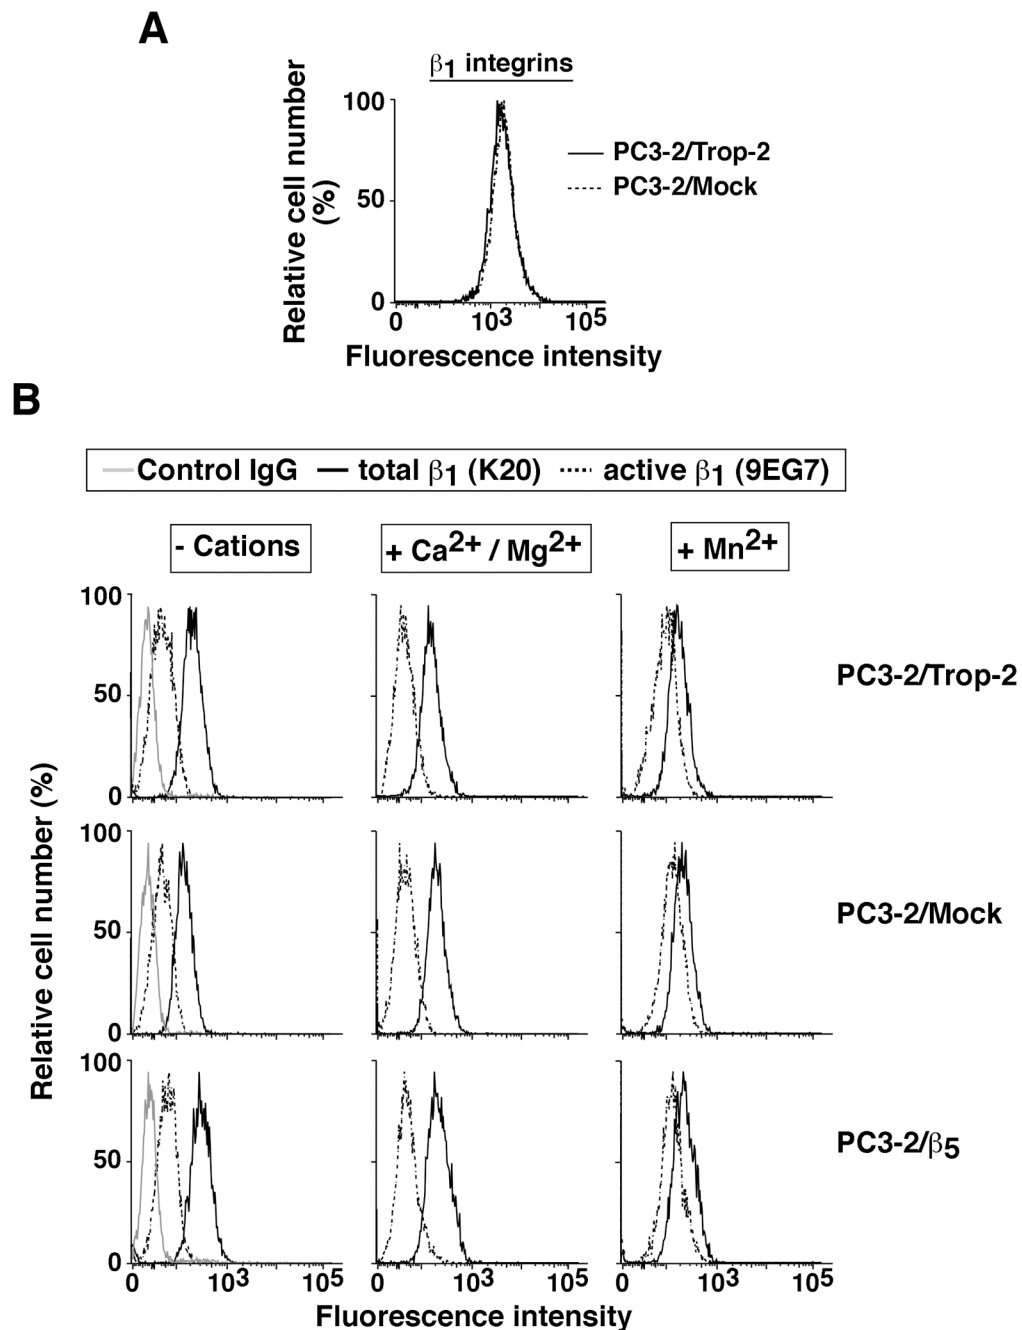 A
β1 integrins
Relative cell number
(%)
100
50
0
0 10³ 10⁵
Fluorescence intensity
PC3-2/Trop-2
PC3-2/Mock
B
Control IgG total β1 (K20) active β1 (9EG7)
- Cations + Ca²⁺ / Mg²⁺ + Mn²⁺
Relative cell number (%)
100
50
0
PC3-2/Trop-2
100
50
0
PC3-2/Mock
100
50
0
PC3-2/β5
0 10³ 10⁵ 0 10³ 10⁵ 0 10³ 10⁵
Fluorescence intensity